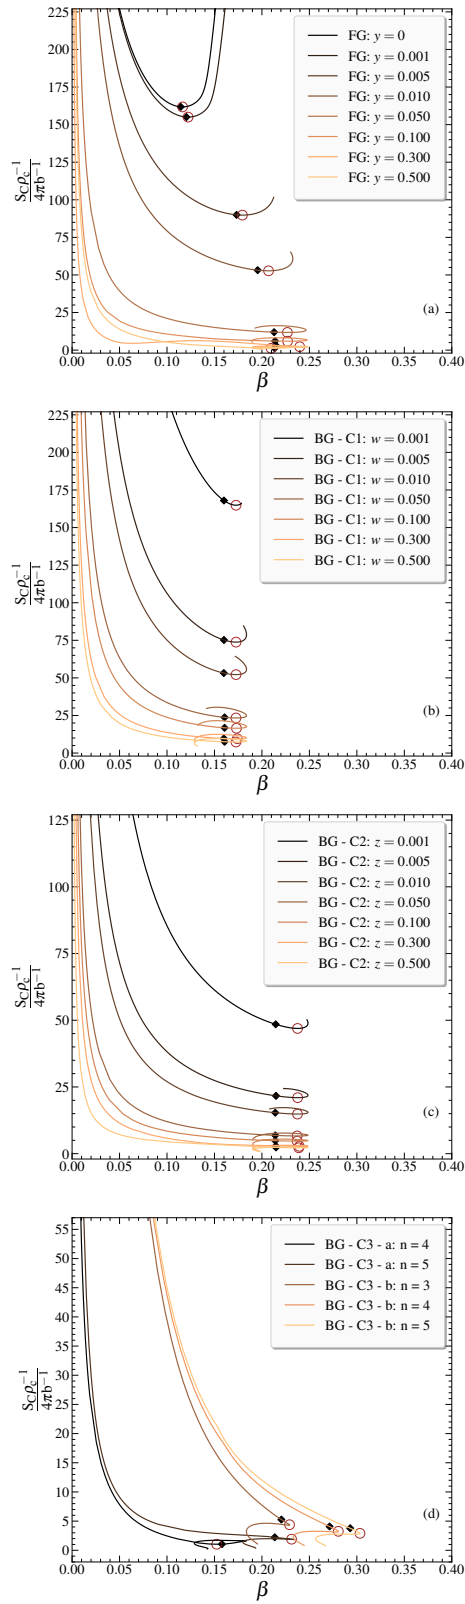 225
200
175
150
125
100
75
50
25
0
S_C ρ_c^{-1} / 4πb^{-1}
FG: y = 0
FG: y = 0.001
FG: y = 0.005
FG: y = 0.010
FG: y = 0.050
FG: y = 0.100
FG: y = 0.300
FG: y = 0.500
(a)
0.00 0.05 0.10 0.15 0.20 0.25 0.30 0.35 0.40
β
225
200
175
150
125
100
75
50
25
0
S_C ρ_c^{-1} / 4πb^{-1}
BG - C1: w = 0.001
BG - C1: w = 0.005
BG - C1: w = 0.010
BG - C1: w = 0.050
BG - C1: w = 0.100
BG - C1: w = 0.300
BG - C1: w = 0.500
(b)
0.00 0.05 0.10 0.15 0.20 0.25 0.30 0.35 0.40
β
125
100
75
50
25
0
S_C ρ_c^{-1} / 4πb^{-1}
BG - C2: z = 0.001
BG - C2: z = 0.005
BG - C2: z = 0.010
BG - C2: z = 0.050
BG - C2: z = 0.100
BG - C2: z = 0.300
BG - C2: z = 0.500
(c)
0.00 0.05 0.10 0.15 0.20 0.25 0.30 0.35 0.40
β
55
50
45
40
35
30
25
20
15
10
5
0
S_C ρ_c^{-1} / 4πb^{-1}
BG - C3 - a: n = 4
BG - C3 - a: n = 5
BG - C3 - b: n = 3
BG - C3 - b: n = 4
BG - C3 - b: n = 5
(d)
0.00 0.05 0.10 0.15 0.20 0.25 0.30 0.35 0.40
β